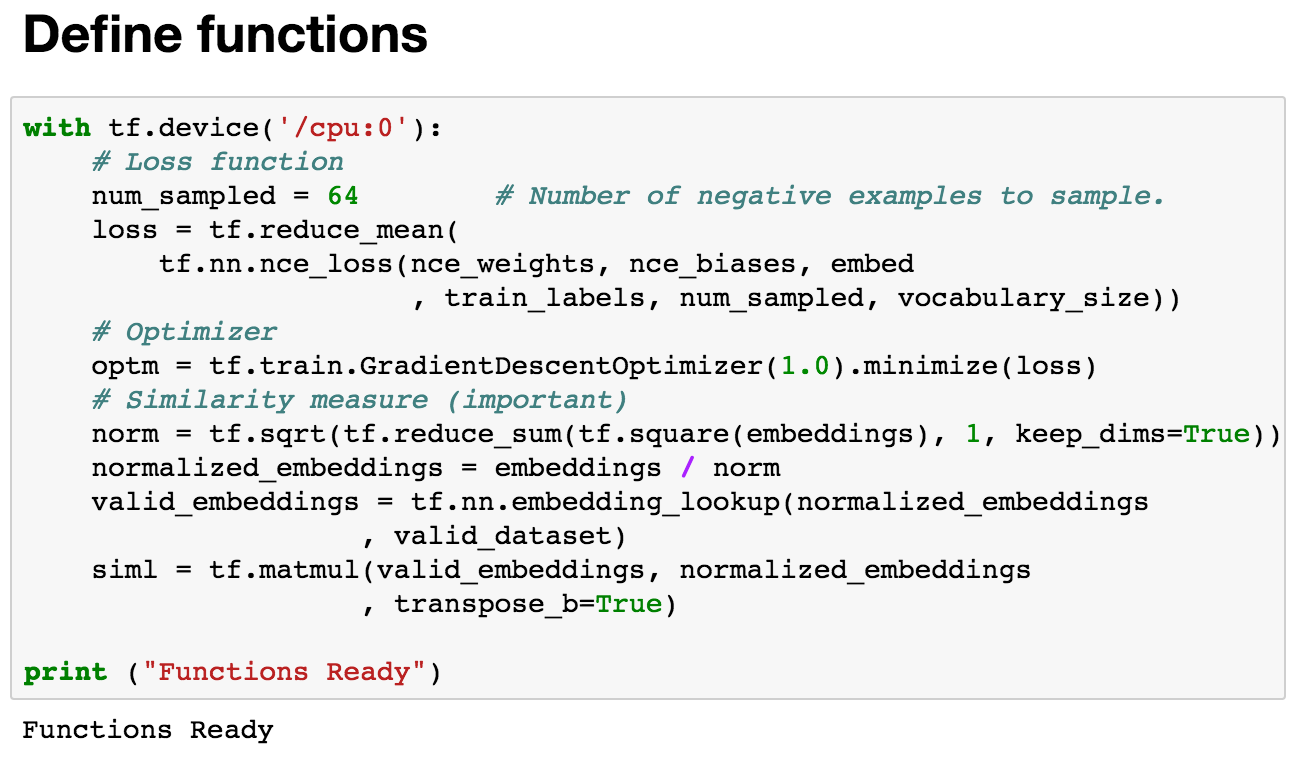 Define functions
with tf.device('/cpu:0'):
    # Loss function
    num_sampled = 64        # Number of negative examples to sample.
    loss = tf.reduce_mean(
        tf.nn.nce_loss(nce_weights, nce_biases, embed
                       , train_labels, num_sampled, vocabulary_size))
    # Optimizer
    optm = tf.train.GradientDescentOptimizer(1.0).minimize(loss)
    # Similarity measure (important)
    norm = tf.sqrt(tf.reduce_sum(tf.square(embeddings), 1, keep_dims=True))
    normalized_embeddings = embeddings / norm
    valid_embeddings = tf.nn.embedding_lookup(normalized_embeddings
                    , valid_dataset)
    siml = tf.matmul(valid_embeddings, normalized_embeddings
                    , transpose_b=True)
print ("Functions Ready")
Functions Ready